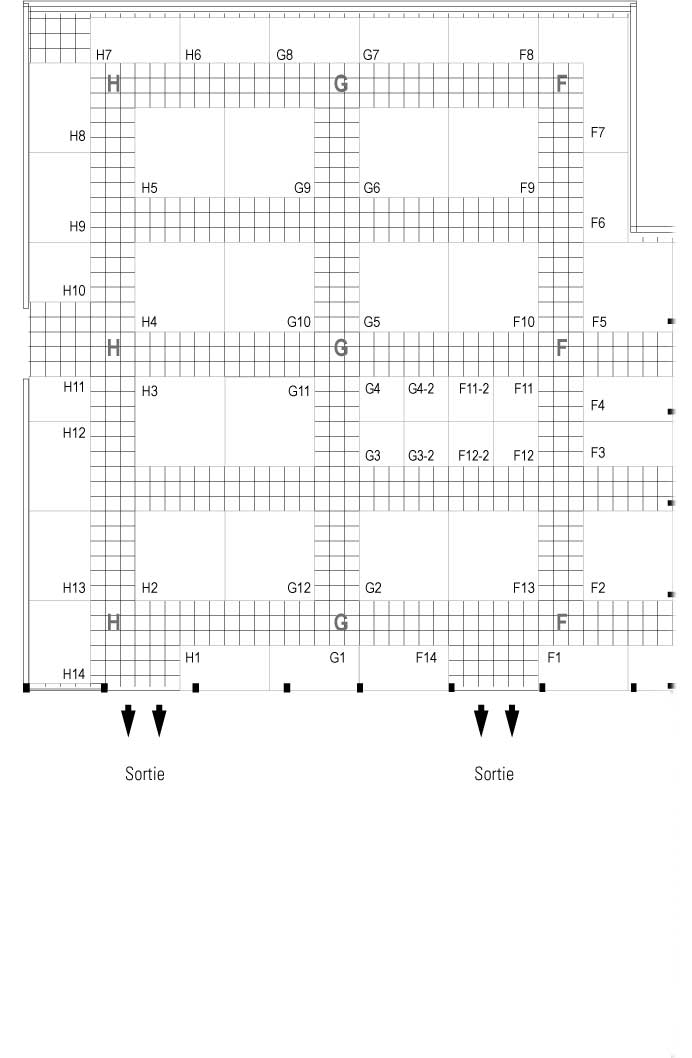 H7 H6 G8 G7 F8
H G F
H8 F7
H5 G9 G6 F9
H9 F6
H10 H4 G10 G5 F10 F5
H G F
H11 H3 G11 G4 G4-2 F11-2 F11
F4
H12
G3 G3-2 F12-2 F12 F3
H13 H2 G12 G2 F13 F2
H G F
H1 G1 F14 F1
H14
Sortie Sortie